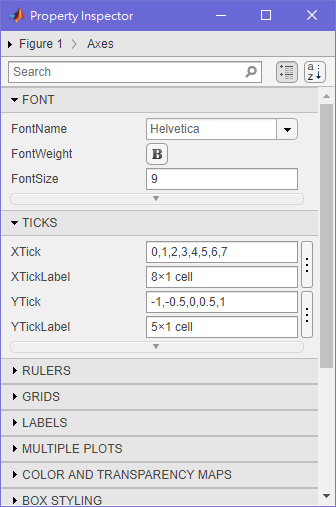 Property Inspector
Figure 1 Axes
Search
FONT
FontName Helvetica
FontWeight B
FontSize 9
TICKS
XTick 0,1,2,3,4,5,6,7
XTickLabel 8×1 cell
YTick -1,-0.5,0,0.5,1
YTickLabel 5×1 cell
RULERS
GRIDS
LABELS
MULTIPLE PLOTS
COLOR AND TRANSPARENCY MAPS
BOX STYLING